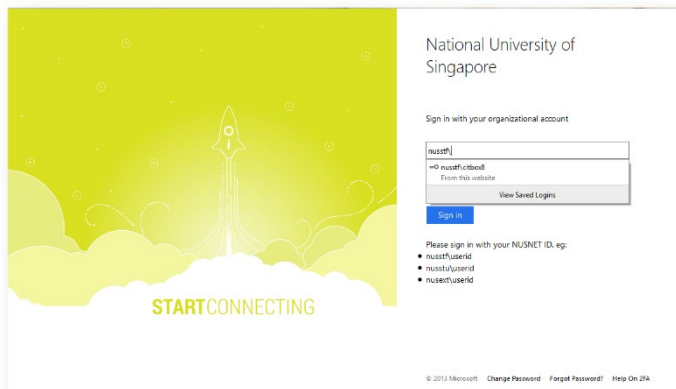 National University of
Singapore
Sign in with your organizational account
nusstf\
nusstf\citbox8
From this website
View Saved Logins
Sign in
Please sign in with your NUSNET ID. eg:
nusstf\userid
nusstu\userid
nusext\userid
STARTCONNECTING
© 2013 Microsoft Change Password Forgot Password? Help On 2FA